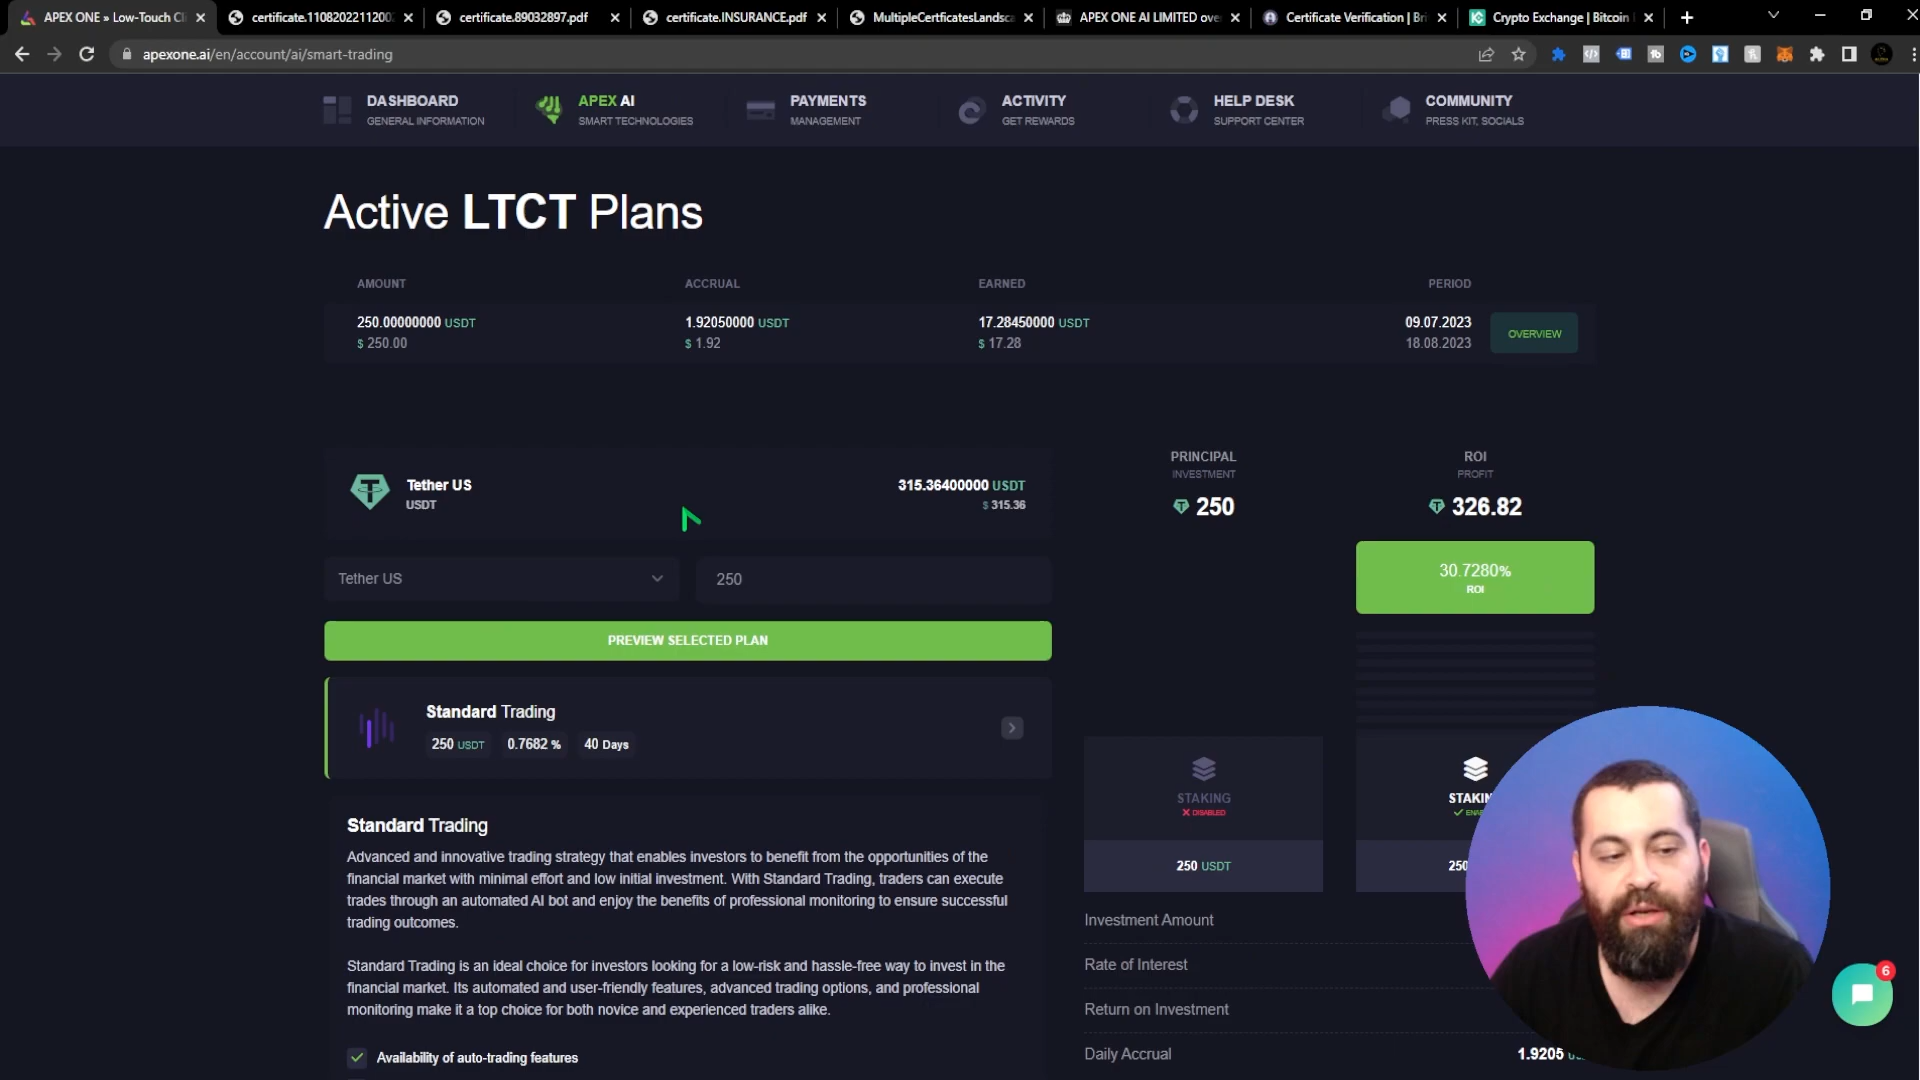 APEX ONE » Low-Touch Cli
certificate.11082022112002
certificate.89032897.pdf
certificate.INSURANCE.pdf
MultipleCertficatesLandsca
APEX ONE AI LIMITED ove
Certificate Verification | Bri
Crypto Exchange | Bitcoin
apexone.ai/en/account/ai/smart-trading
DASHBOARD
GENERAL INFORMATION
APEX AI
SMART TECHNOLOGIES
PAYMENTS
MANAGEMENT
ACTIVITY
GET REWARDS
HELP DESK
SUPPORT CENTER
COMMUNITY
PRESS KIT, SOCIALS
Active LTCT Plans
AMOUNT ACCRUAL EARNED PERIOD
250.00000000 USDT 1.92050000 USDT 17.28450000 USDT 09.07.2023
$ 250.00 $ 1.92 $ 17.28 18.08.2023
OVERVIEW
Tether US
USDT
315.36400000 USDT
$ 315.36
PRINCIPAL
INVESTMENT
250
ROI
PROFIT
326.82
Tether US
250
30.7280%
ROI
PREVIEW SELECTED PLAN
Standard Trading
250 USDT 0.7682 % 40 Days
STAKING
DISABLED
250 USDT
Standard Trading
Advanced and innovative trading strategy that enables investors to benefit from the opportunities of the
financial market with minimal effort and low initial investment. With Standard Trading, traders can execute
trades through an automated AI bot and enjoy the benefits of professional monitoring to ensure successful
trading outcomes.
Standard Trading is an ideal choice for investors looking for a low-risk and hassle-free way to invest in the
financial market. Its automated and user-friendly features, advanced trading options, and professional
monitoring make it a top choice for both novice and experienced traders alike.
Availability of auto-trading features
STAKIN
ENA
250
Investment Amount
Rate of Interest
Return on Investment
Daily Accrual 1.9205
6